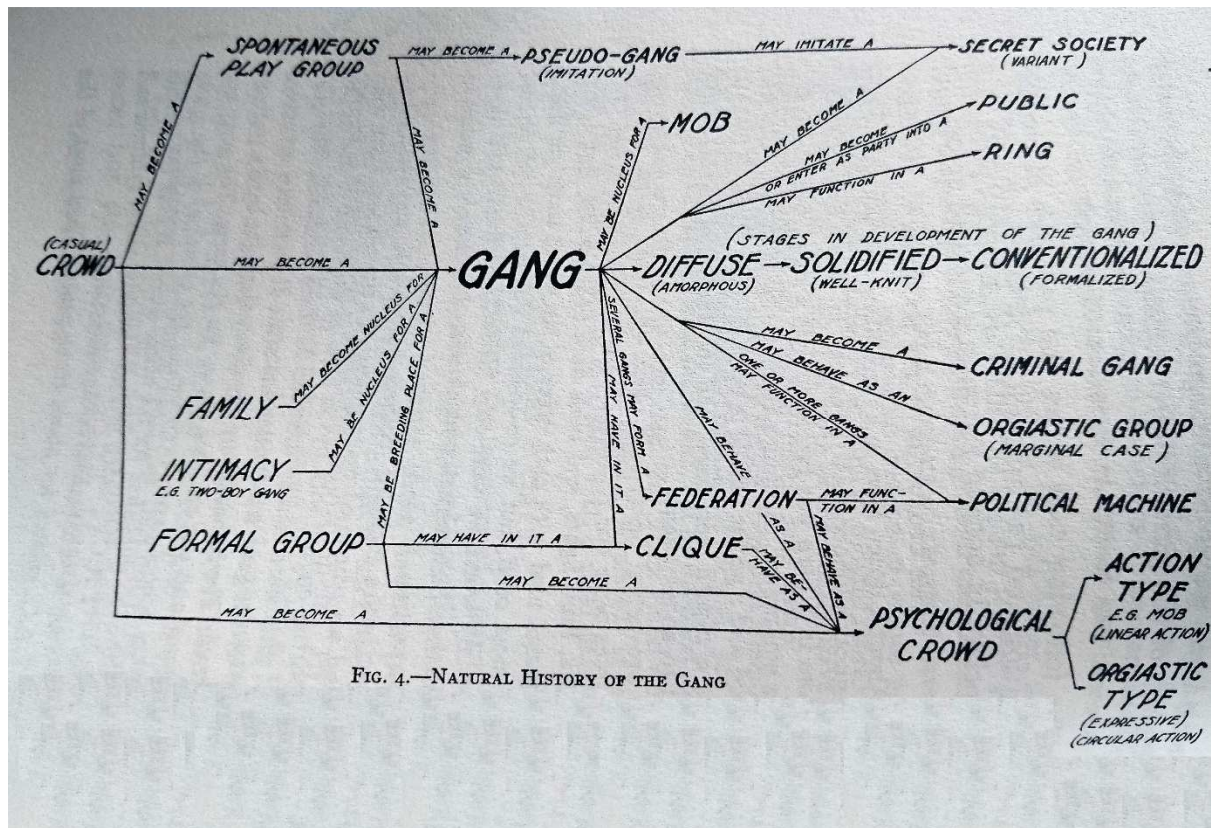 SPONTANEOUS
PLAY GROUP
MAY BECOME A
PSEUDO-GANG
(IMITATION)
MAY IMITATE A
SECRET SOCIETY
(VARIANT)
MAY BECOME A
MAY BECOME A
MAY BE NUCLEUS FOR A
MOB
MAY BECOME A
MAY BECOME
OR ENTER AS PARTY INTO A
PUBLIC
MAY FUNCTION IN A
RING
(CASUAL)
CROWD
MAY BECOME A
GANG
(STAGES IN DEVELOPMENT OF THE GANG)
DIFFUSE
(AMORPHOUS)
SOLIDIFIED
(WELL-KNIT)
CONVENTIONALIZED
(FORMALIZED)
MAY BECOME NUCLEUS FOR
FAMILY
MAY BE NUCLEUS FOR A
INTIMACY
E.G. TWO-BOY GANG
MAY BE BREEDING PLACE FOR A
FORMAL GROUP
MAY HAVE IN IT A
SEVERAL GANGS MAY FORM A
MAY HAVE IN IT A
MAY BEHAVE
AS A
MAY BECOME A
CRIMINAL GANG
MAY BEHAVE AS AN
ORGIASTIC GROUP
(MARGINAL CASE)
ONE OR MORE GANGS
MAY FUNCTION IN A
FEDERATION
MAY FUNC-
TION IN A
POLITICAL MACHINE
CLIQUE
MAY BE-
HAVE AS A
MAY BEHAVE AS A
MAY BECOME A
MAY BECOME A
PSYCHOLOGICAL
CROWD
ACTION
TYPE
E.G. MOB
(LINEAR ACTION)
ORGIASTIC
TYPE
(EXPRESSIVE)
(CIRCULAR ACTION)
FIG. 4.—NATURAL HISTORY OF THE GANG